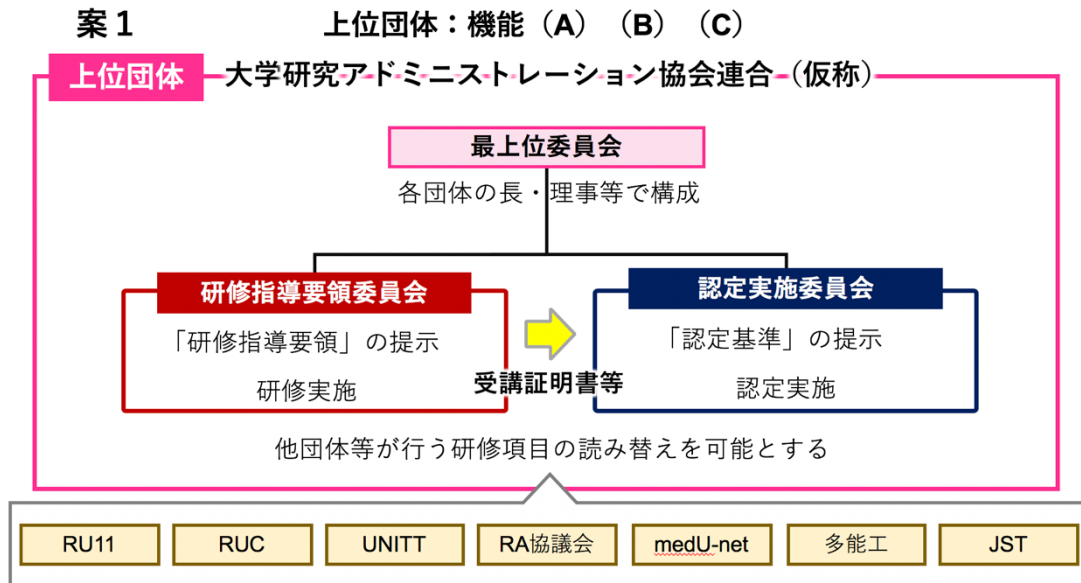 案1
上位団体：機能（A）（B）（C）
上位団体
大学研究アドミニストレーション協会連合（仮称）
最上位委員会
各団体の長・理事等で構成
研修指導要領委員会
「研修指導要領」の提示
研修実施
受講証明書等
認定実施委員会
「認定基準」の提示
認定実施
他団体等が行う研修項目の読み替えを可能とする
RU11
RUC
UNITT
RA協議会
medU-net
多能工
JST